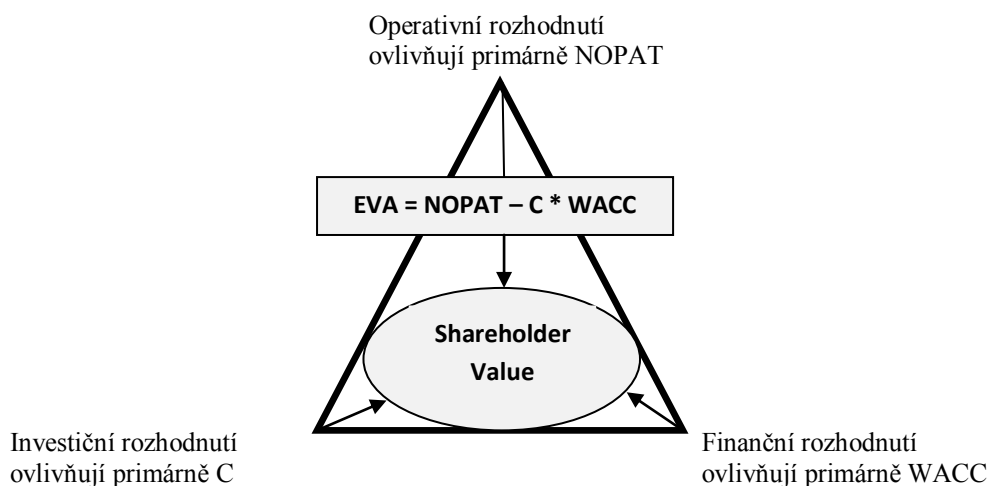 Operativní rozhodnutí
ovlivňují primárně NOPAT
EVA = NOPAT – C * WACC
Shareholder
Value
Investiční rozhodnutí
ovlivňují primárně C
Finanční rozhodnutí
ovlivňují primárně WACC